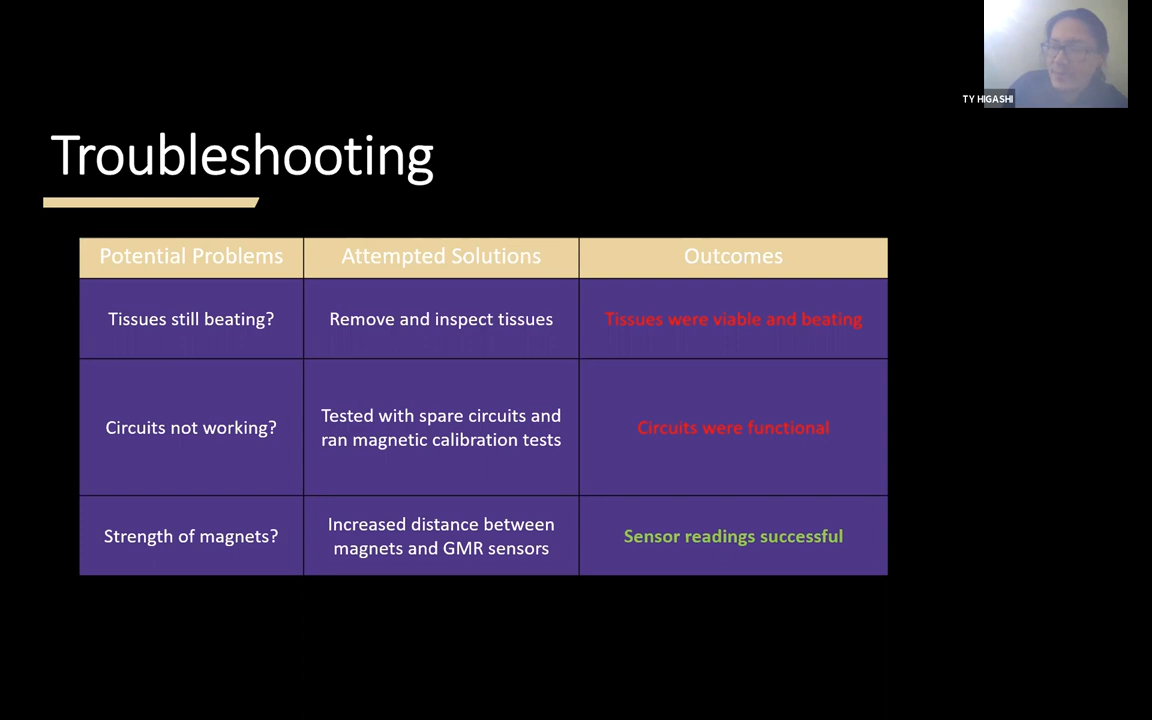 TY HIGASHI
Troubleshooting
Potential Problems
Attempted Solutions
Outcomes
Tissues still beating?
Remove and inspect tissues
Tissues were viable and beating
Circuits not working?
Tested with spare circuits and
ran magnetic calibration tests
Circuits were functional
Strength of magnets?
Increased distance between
magnets and GMR sensors
Sensor readings successful